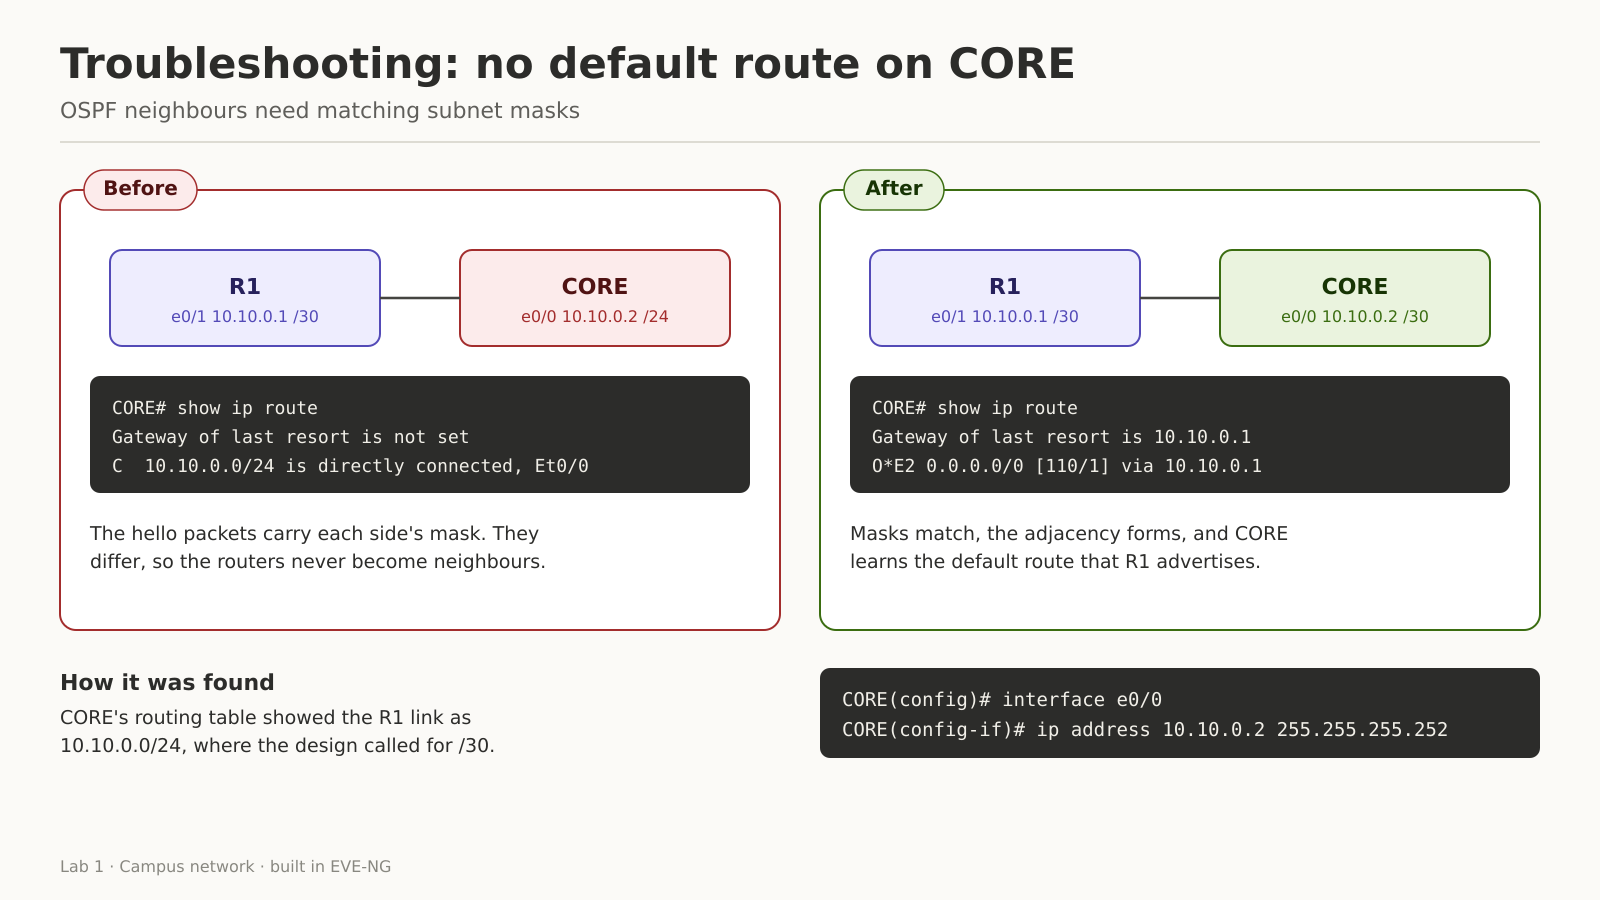 Troubleshooting: no default route on CORE
OSPF neighbours need matching subnet masks
Before
R1
e0/1 10.10.0.1 /30
CORE
e0/0 10.10.0.2 /24
CORE# show ip route
Gateway of last resort is not set
C  10.10.0.0/24 is directly connected, Et0/0
The hello packets carry each side's mask. They
differ, so the routers never become neighbours.
After
R1
e0/1 10.10.0.1 /30
CORE
e0/0 10.10.0.2 /30
CORE# show ip route
Gateway of last resort is 10.10.0.1
O*E2 0.0.0.0/0 [110/1] via 10.10.0.1
Masks match, the adjacency forms, and CORE
learns the default route that R1 advertises.
How it was found
CORE's routing table showed the R1 link as
10.10.0.0/24, where the design called for /30.
CORE(config)# interface e0/0
CORE(config-if)# ip address 10.10.0.2 255.255.255.252
Lab 1 · Campus network · built in EVE-NG